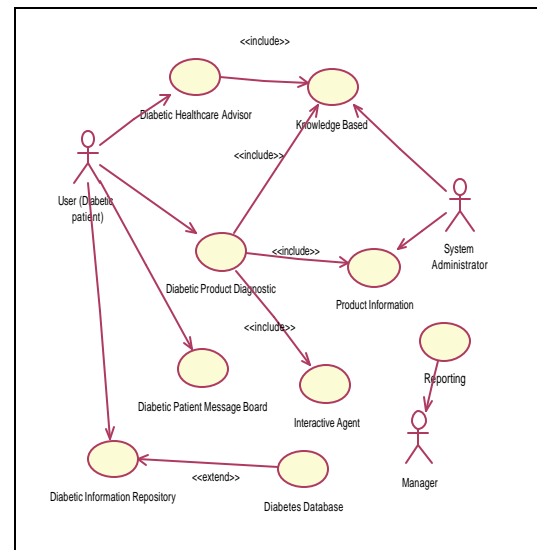 <<include>>
Diabetic Healthcare Advisor
Knowledge Based
<<include>>
User (Diabetic
patient)
System
Administrator
<<include>>
Diabetic Product Diagnostic
Product Information
<<include>>
Reporting
Diabetic Patient Message Board
Interactive Agent
Manager
<<extend>>
Diabetic Information Repository
Diabetes Database